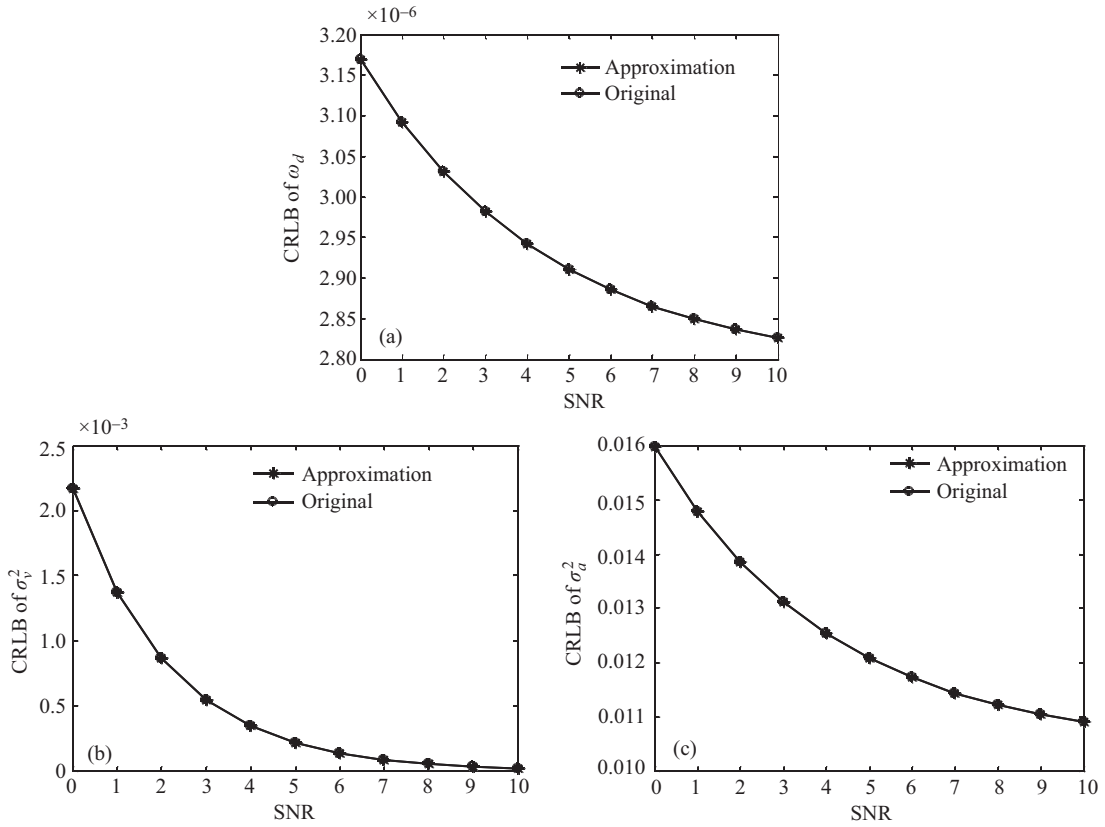 ×10⁻⁶
3.20
3.15
3.10
3.05
3.00
2.95
2.90
2.85
2.80
CRLB of ω_d
Approximation
Original
(a)
0 1 2 3 4 5 6 7 8 9 10
SNR
×10⁻³
2.5
2.0
1.5
1.0
0.5
0
CRLB of σ_v²
Approximation
Original
(b)
0 1 2 3 4 5 6 7 8 9 10
SNR
0.016
0.015
0.014
0.013
0.012
0.011
0.010
CRLB of σ_a²
Approximation
Original
(c)
0 1 2 3 4 5 6 7 8 9 10
SNR